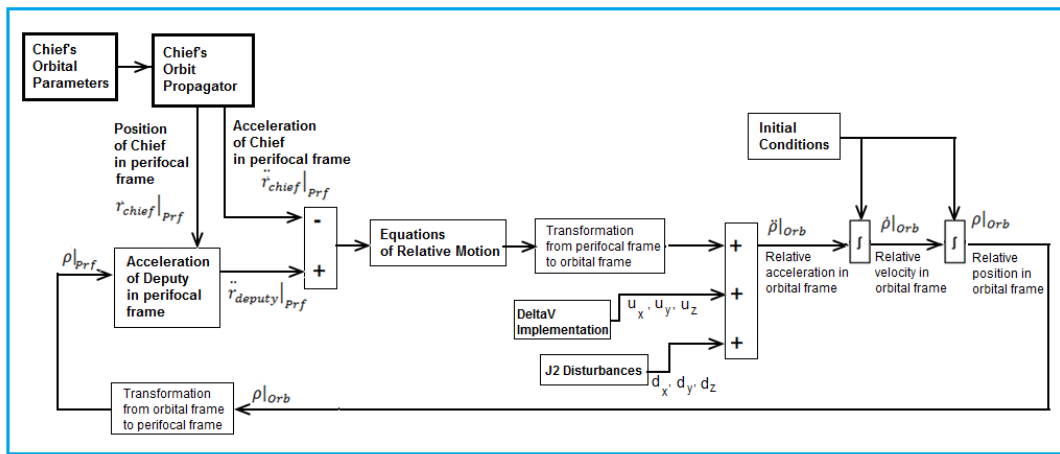 Chief's
Orbital
Parameters
Chief's
Orbit
Propagator
Position
of Chief
in perifocal
frame
r_chief|_Prf
Acceleration
of Chief
in perifocal frame
r̈_chief|_Prf
Initial
Conditions
-
+
Equations
of Relative Motion
Transformation
from perifocal frame
to orbital frame
+
+
+
ρ̈|_Orb
Relative
acceleration in
orbital frame
∫
ρ̇|_Orb
Relative
velocity in
orbital frame
∫
ρ|_Orb
Relative
position in
orbital frame
ρ|_Prf
Acceleration
of Deputy
in perifocal
frame
r̈_deputy|_Prf
DeltaV
Implementation
u_x, u_y, u_z
J2 Disturbances
d_x, d_y, d_z
Transformation
from orbital frame
to perifocal frame
ρ|_Orb